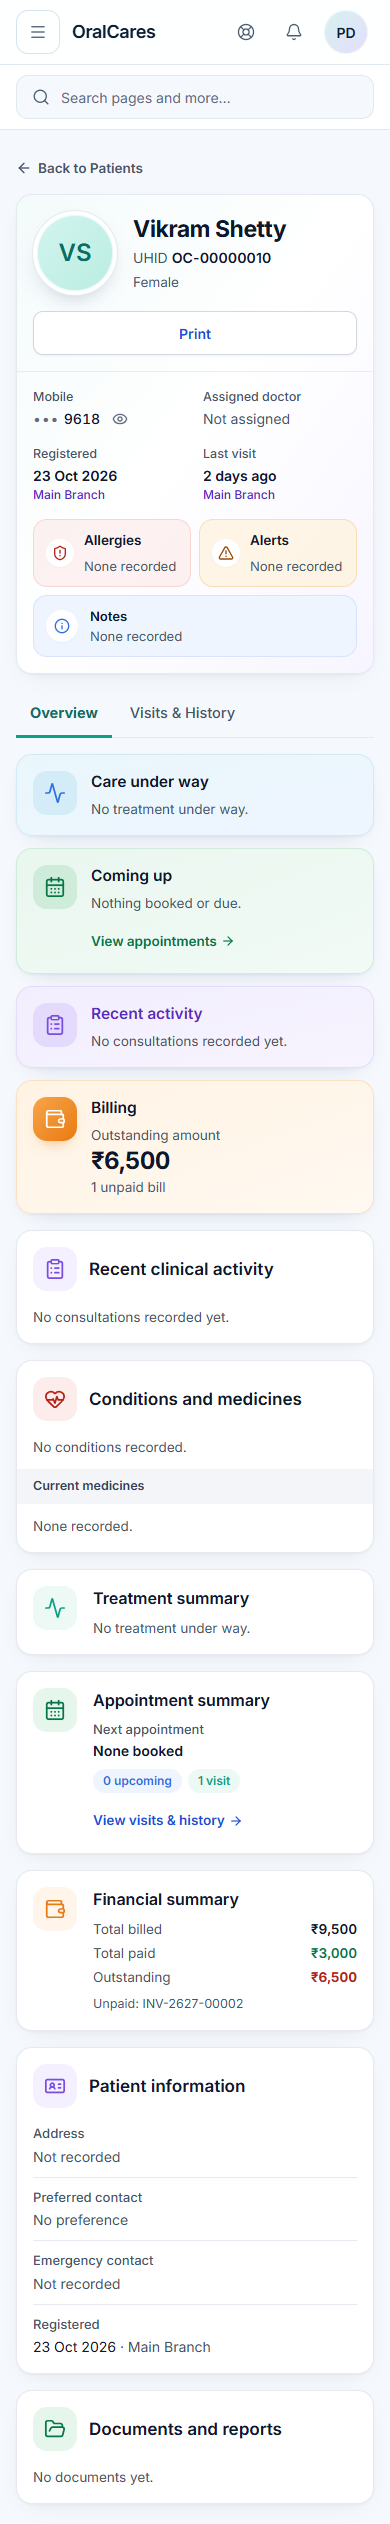 OralCares
PD
Search pages and more...
Back to Patients
VS
Vikram Shetty
UHID OC-00000010
Female
Print
Mobile
••• 9618
Assigned doctor
Not assigned
Registered
23 Oct 2026
Main Branch
Last visit
2 days ago
Main Branch
Allergies
None recorded
Alerts
None recorded
Notes
None recorded
Overview
Visits & History
Care under way
No treatment under way.
Coming up
Nothing booked or due.
View appointments →
Recent activity
No consultations recorded yet.
Billing
Outstanding amount
₹6,500
1 unpaid bill
Recent clinical activity
No consultations recorded yet.
Conditions and medicines
No conditions recorded.
Current medicines
None recorded.
Treatment summary
No treatment under way.
Appointment summary
Next appointment
None booked
0 upcoming
1 visit
View visits & history →
Financial summary
Total billed ₹9,500
Total paid ₹3,000
Outstanding ₹6,500
Unpaid: INV-2627-00002
Patient information
Address
Not recorded
Preferred contact
No preference
Emergency contact
Not recorded
Registered
23 Oct 2026 · Main Branch
Documents and reports
No documents yet.